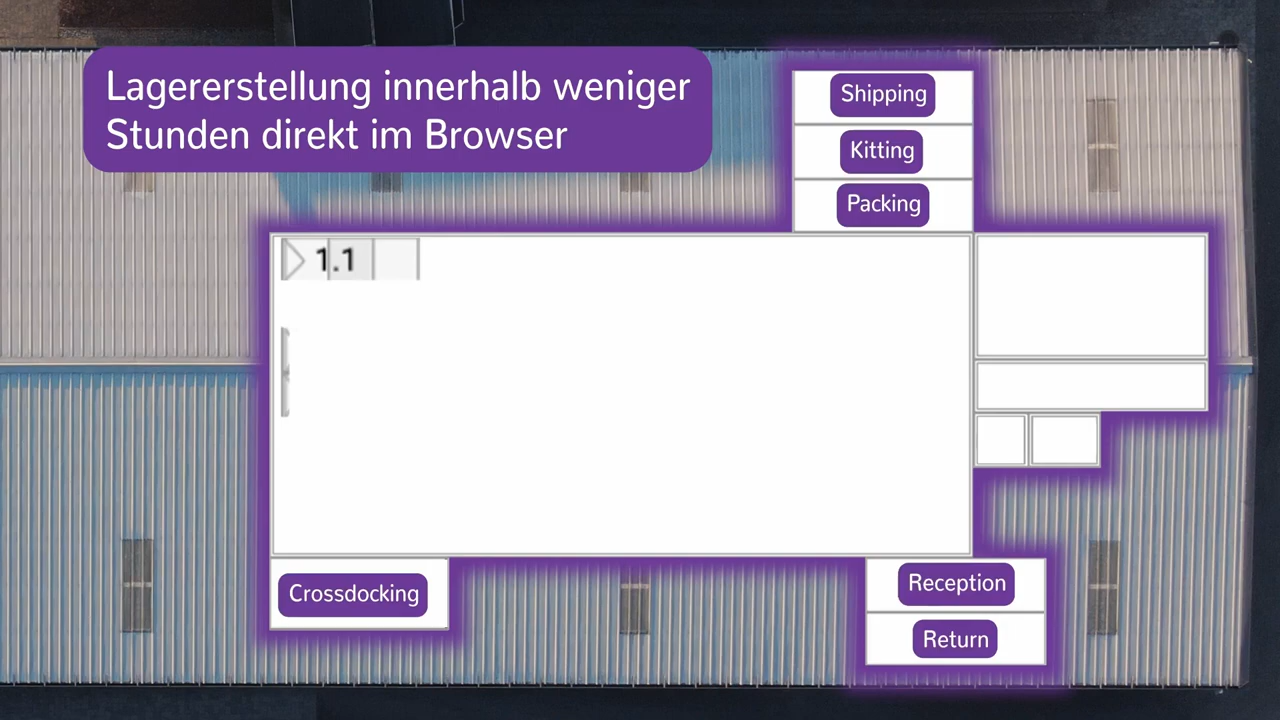 Lagererstellung innerhalb weniger
Stunden direkt im Browser
Shipping
Kitting
Packing
1.1
Crossdocking
Reception
Return